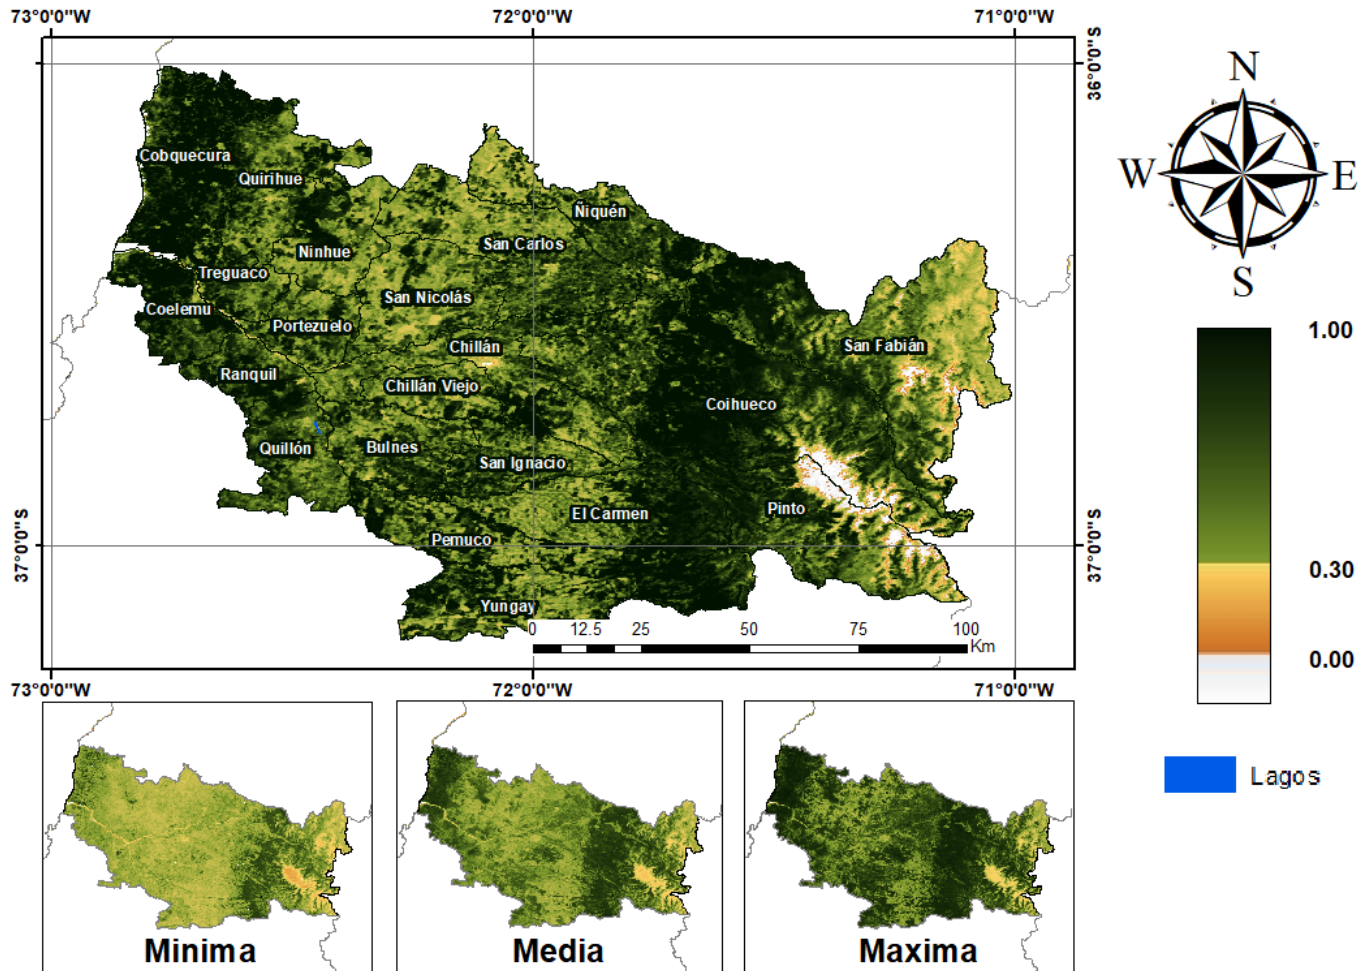 73°0'0"W
72°0'0"W
71°0'0"W
36°0'0"S
N
W
E
S
Cobquecura
Quirihue
Ñiquén
San Carlos
Ninhue
Treguaco
San Nicolás
Coelemu
Portezuelo
Chillán
San Fabián
Ranquil
Chillán Viejo
Coihueco
Quillón
Bulnes
San Ignacio
El Carmen
Pinto
Pemuco
Yungay
37°0'0"S
37°0'0"S
0
12.5
25
50
75
100
Km
73°0'0"W
72°0'0"W
71°0'0"W
1.00
0.30
0.00
Lagos
Minima
Media
Maxima